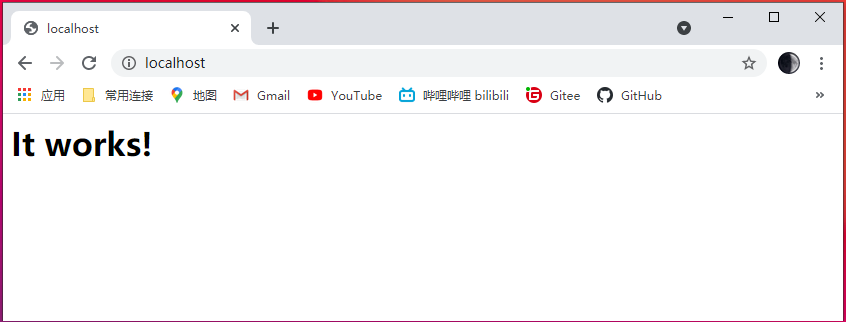 localhost
localhost
应用 常用连接 地图 Gmail YouTube 哔哩哔哩 bilibili Gitee GitHub
It works!